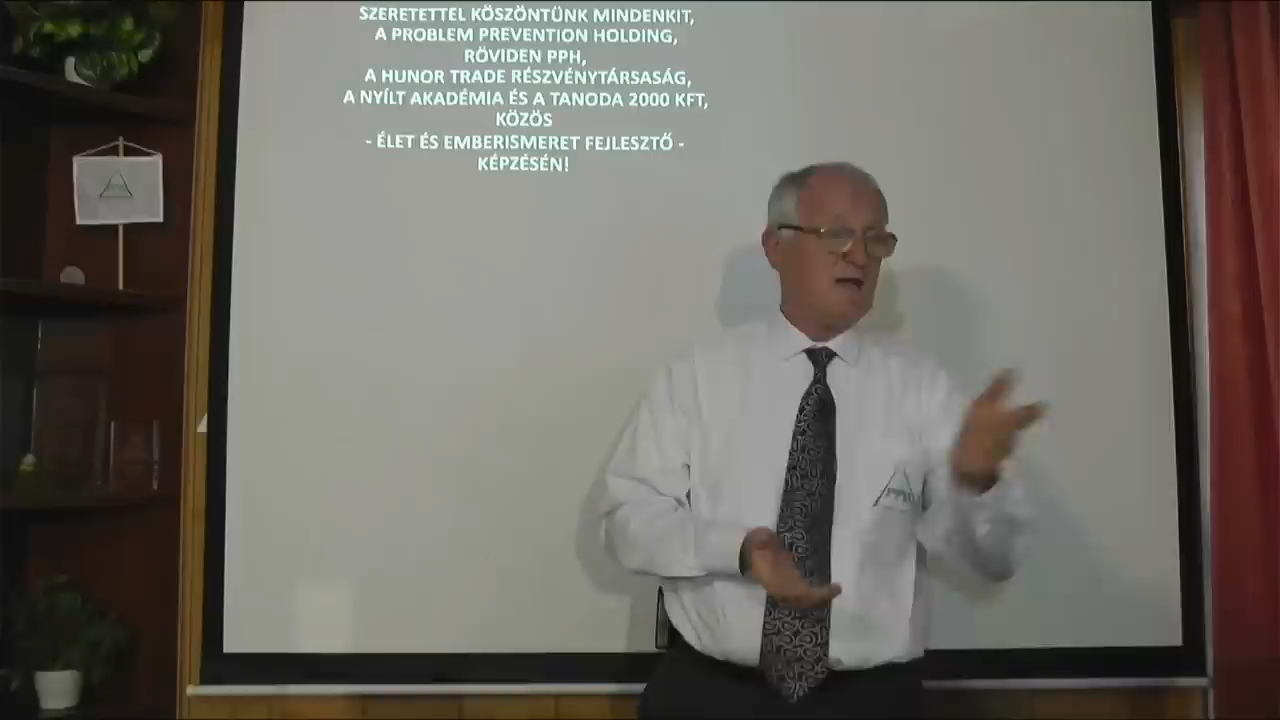 SZERETETTEL KÖSZÖNTÜNK MINDENKIT,
A PROBLEM PREVENTION HOLDING,
RÖVIDEN PPH,
A HUNOR TRADE RÉSZVÉNYTÁRSASÁG,
A NYÍLT AKADÉMIA ÉS A TANODA 2000 KFT,
KÖZÖS
- ÉLET ÉS EMBERISMERET FEJLESZTŐ -
KÉPZÉSÉN!